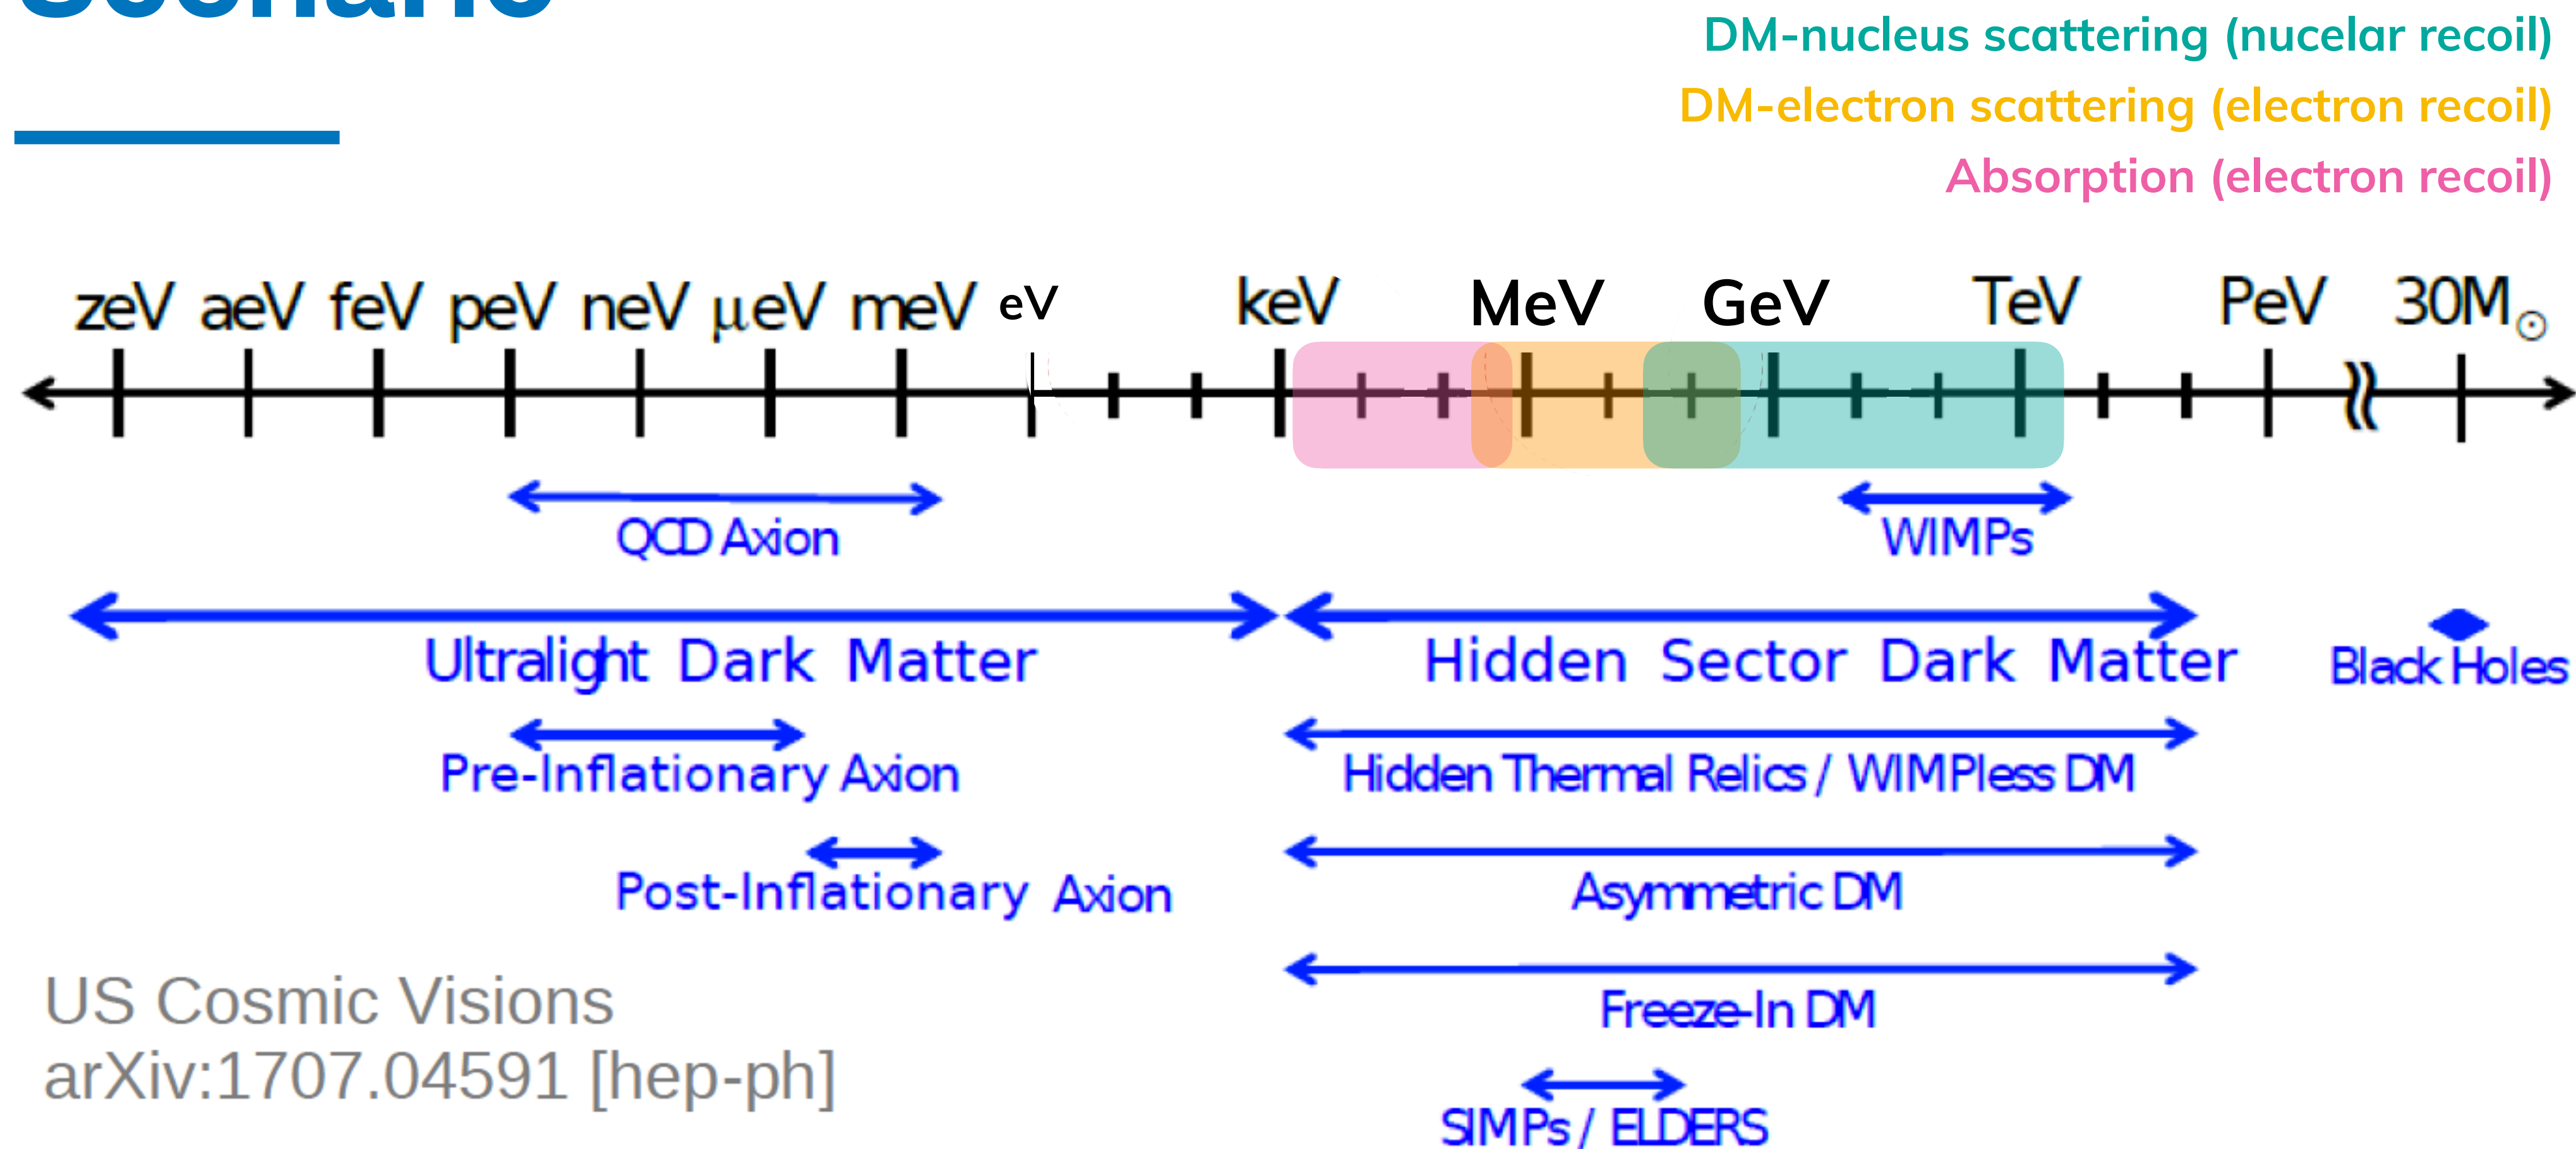 Scenario
DM-nucleus scattering (nucelar recoil)
DM-electron scattering (electron recoil)
Absorption (electron recoil)
zeV aeV feV peV neV μeV meV eV keV MeV GeV TeV PeV 30M☉
QCD Axion WIMPs
Ultralight Dark Matter Hidden Sector Dark Matter Black Holes
Pre-Inflationary Axion Hidden Thermal Relics / WIMPless DM
Post-Inflationary Axion Asymmetric DM
Freeze-In DM
SIMPs / ELDERS
US Cosmic Visions
arXiv:1707.04591 [hep-ph]